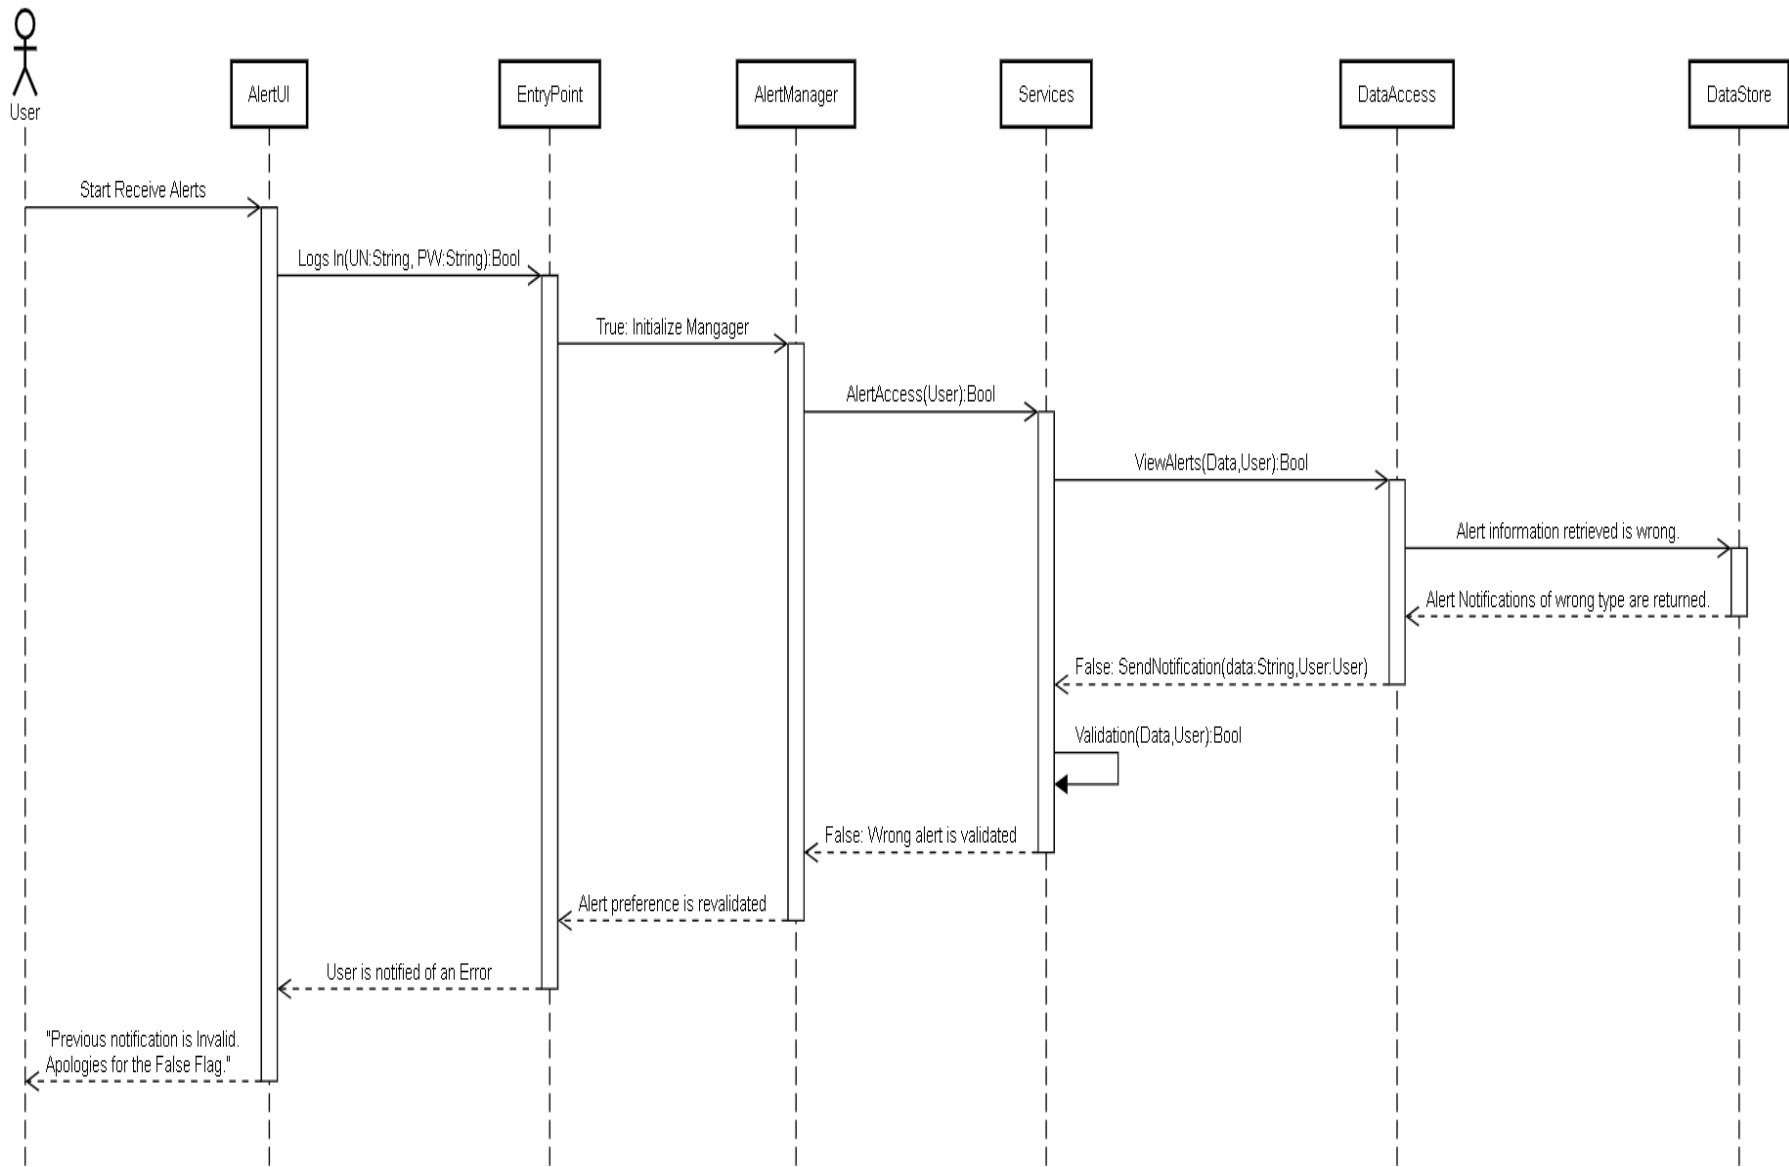 User
AlertUI
EntryPoint
AlertManager
Services
DataAccess
DataStore
Start Receive Alerts
Logs In(UN:String, PW:String):Bool
True: Initialize Mangager
AlertAccess(User):Bool
ViewAlerts(Data,User):Bool
Alert information retrieved is wrong.
Alert Notifications of wrong type are returned.
False: SendNotification(data:String,User:User)
Validation(Data,User):Bool
False: Wrong alert is validated
Alert preference is revalidated
User is notified of an Error
"Previous notification is Invalid.
Apologies for the False Flag."